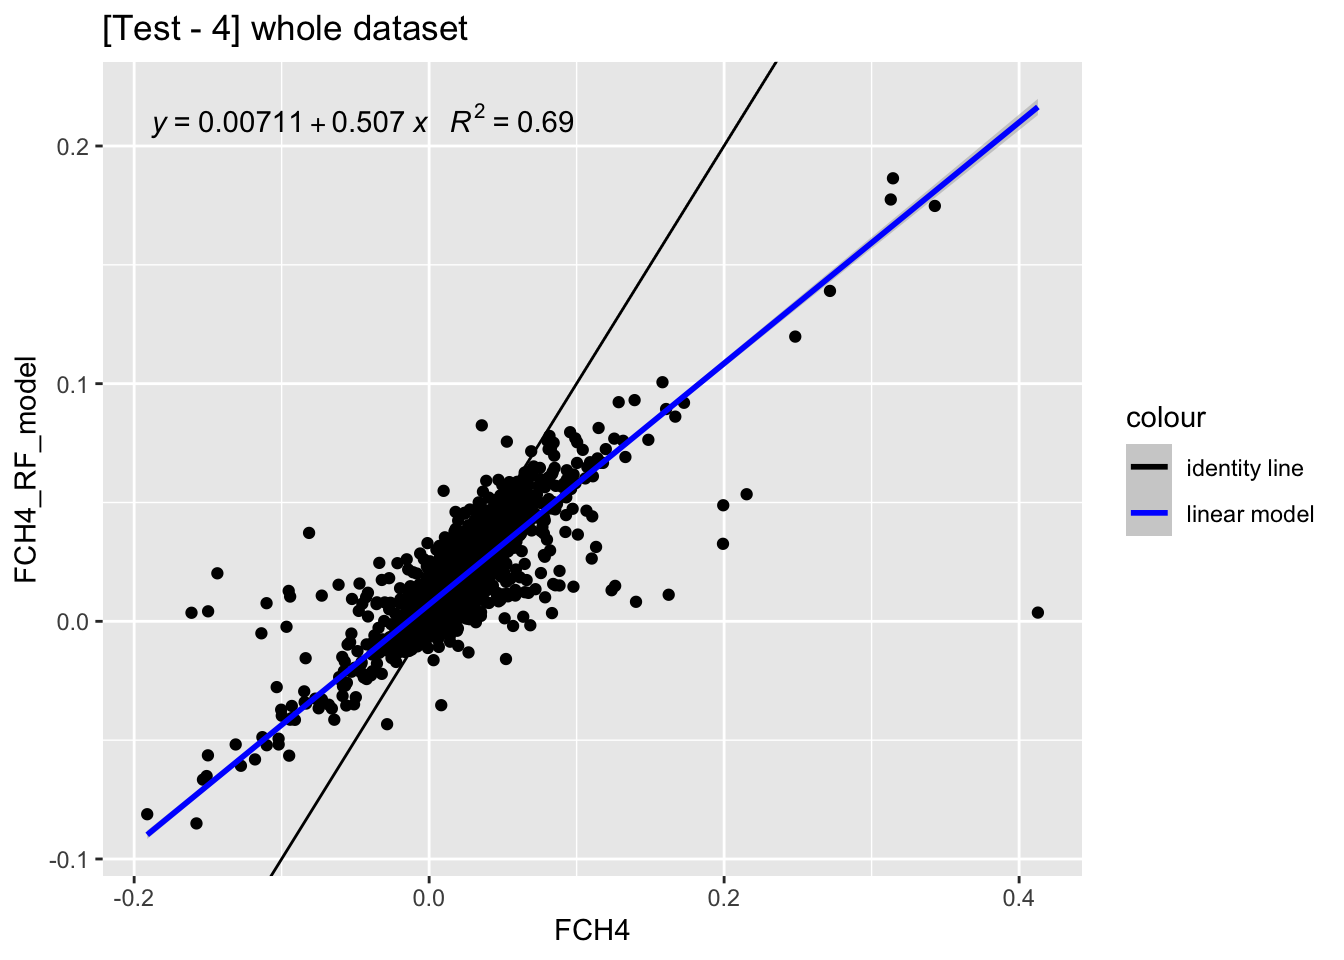 [Test - 4] whole dataset
y = 0.00711 + 0.507 x R² = 0.69
0.2
0.1
0.0
-0.1
FCH4_RF_model
-0.2 0.0 0.2 0.4
FCH4
colour
identity line
linear model